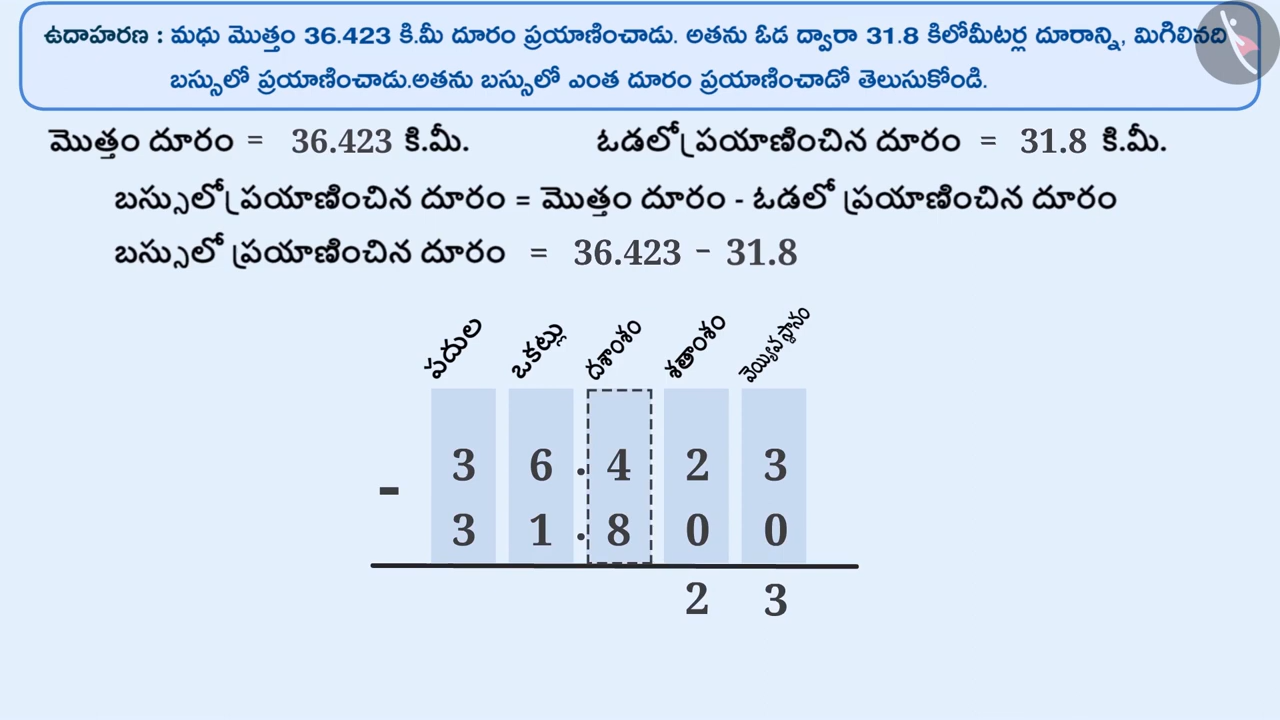 ఉదాహరణ : మధు మొత్తం 36.423 కి.మీ దూరం ప్రయాణించాడు. అతను ఓడ ద్వారా 31.8 కిలోమీటర్ల దూరాన్ని, మిగిలినది
బస్సులో ప్రయాణించాడు.అతను బస్సులో ఎంత దూరం ప్రయాణించాడో తెలుసుకోండి.
మొత్తం దూరం = 36.423 కి.మీ. ఓడలో ప్రయాణించిన దూరం = 31.8 కి.మీ.
బస్సులో ప్రయాణించిన దూరం = మొత్తం దూరం - ఓడలో ప్రయాణించిన దూరం
బస్సులో ప్రయాణించిన దూరం = 36.423 - 31.8
పదుల ఒకట్లు దశాంశం శతాంశం వెయ్యివ స్థానం
3 6 . 4 2 3
-
3 1 . 8 0 0
2 3